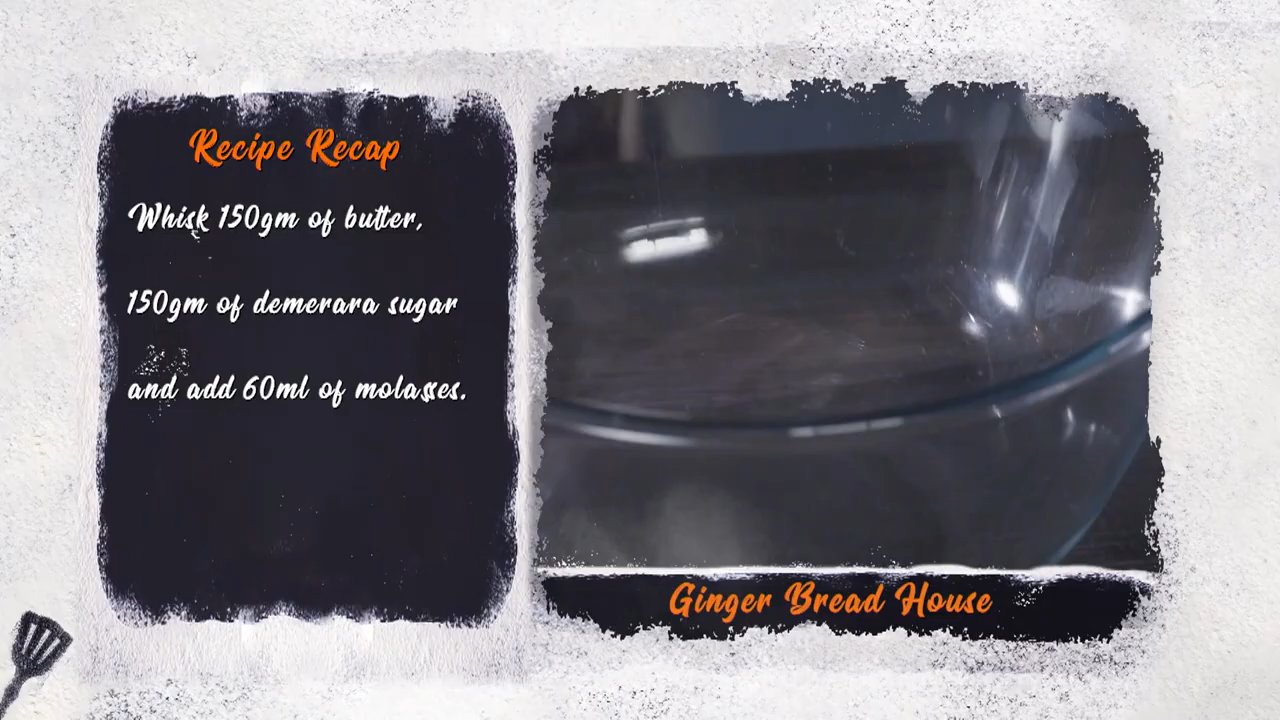 Recipe Recap
Whisk 150gm of butter,
150gm of demerara sugar
and add 60ml of molasses.
Ginger Bread House